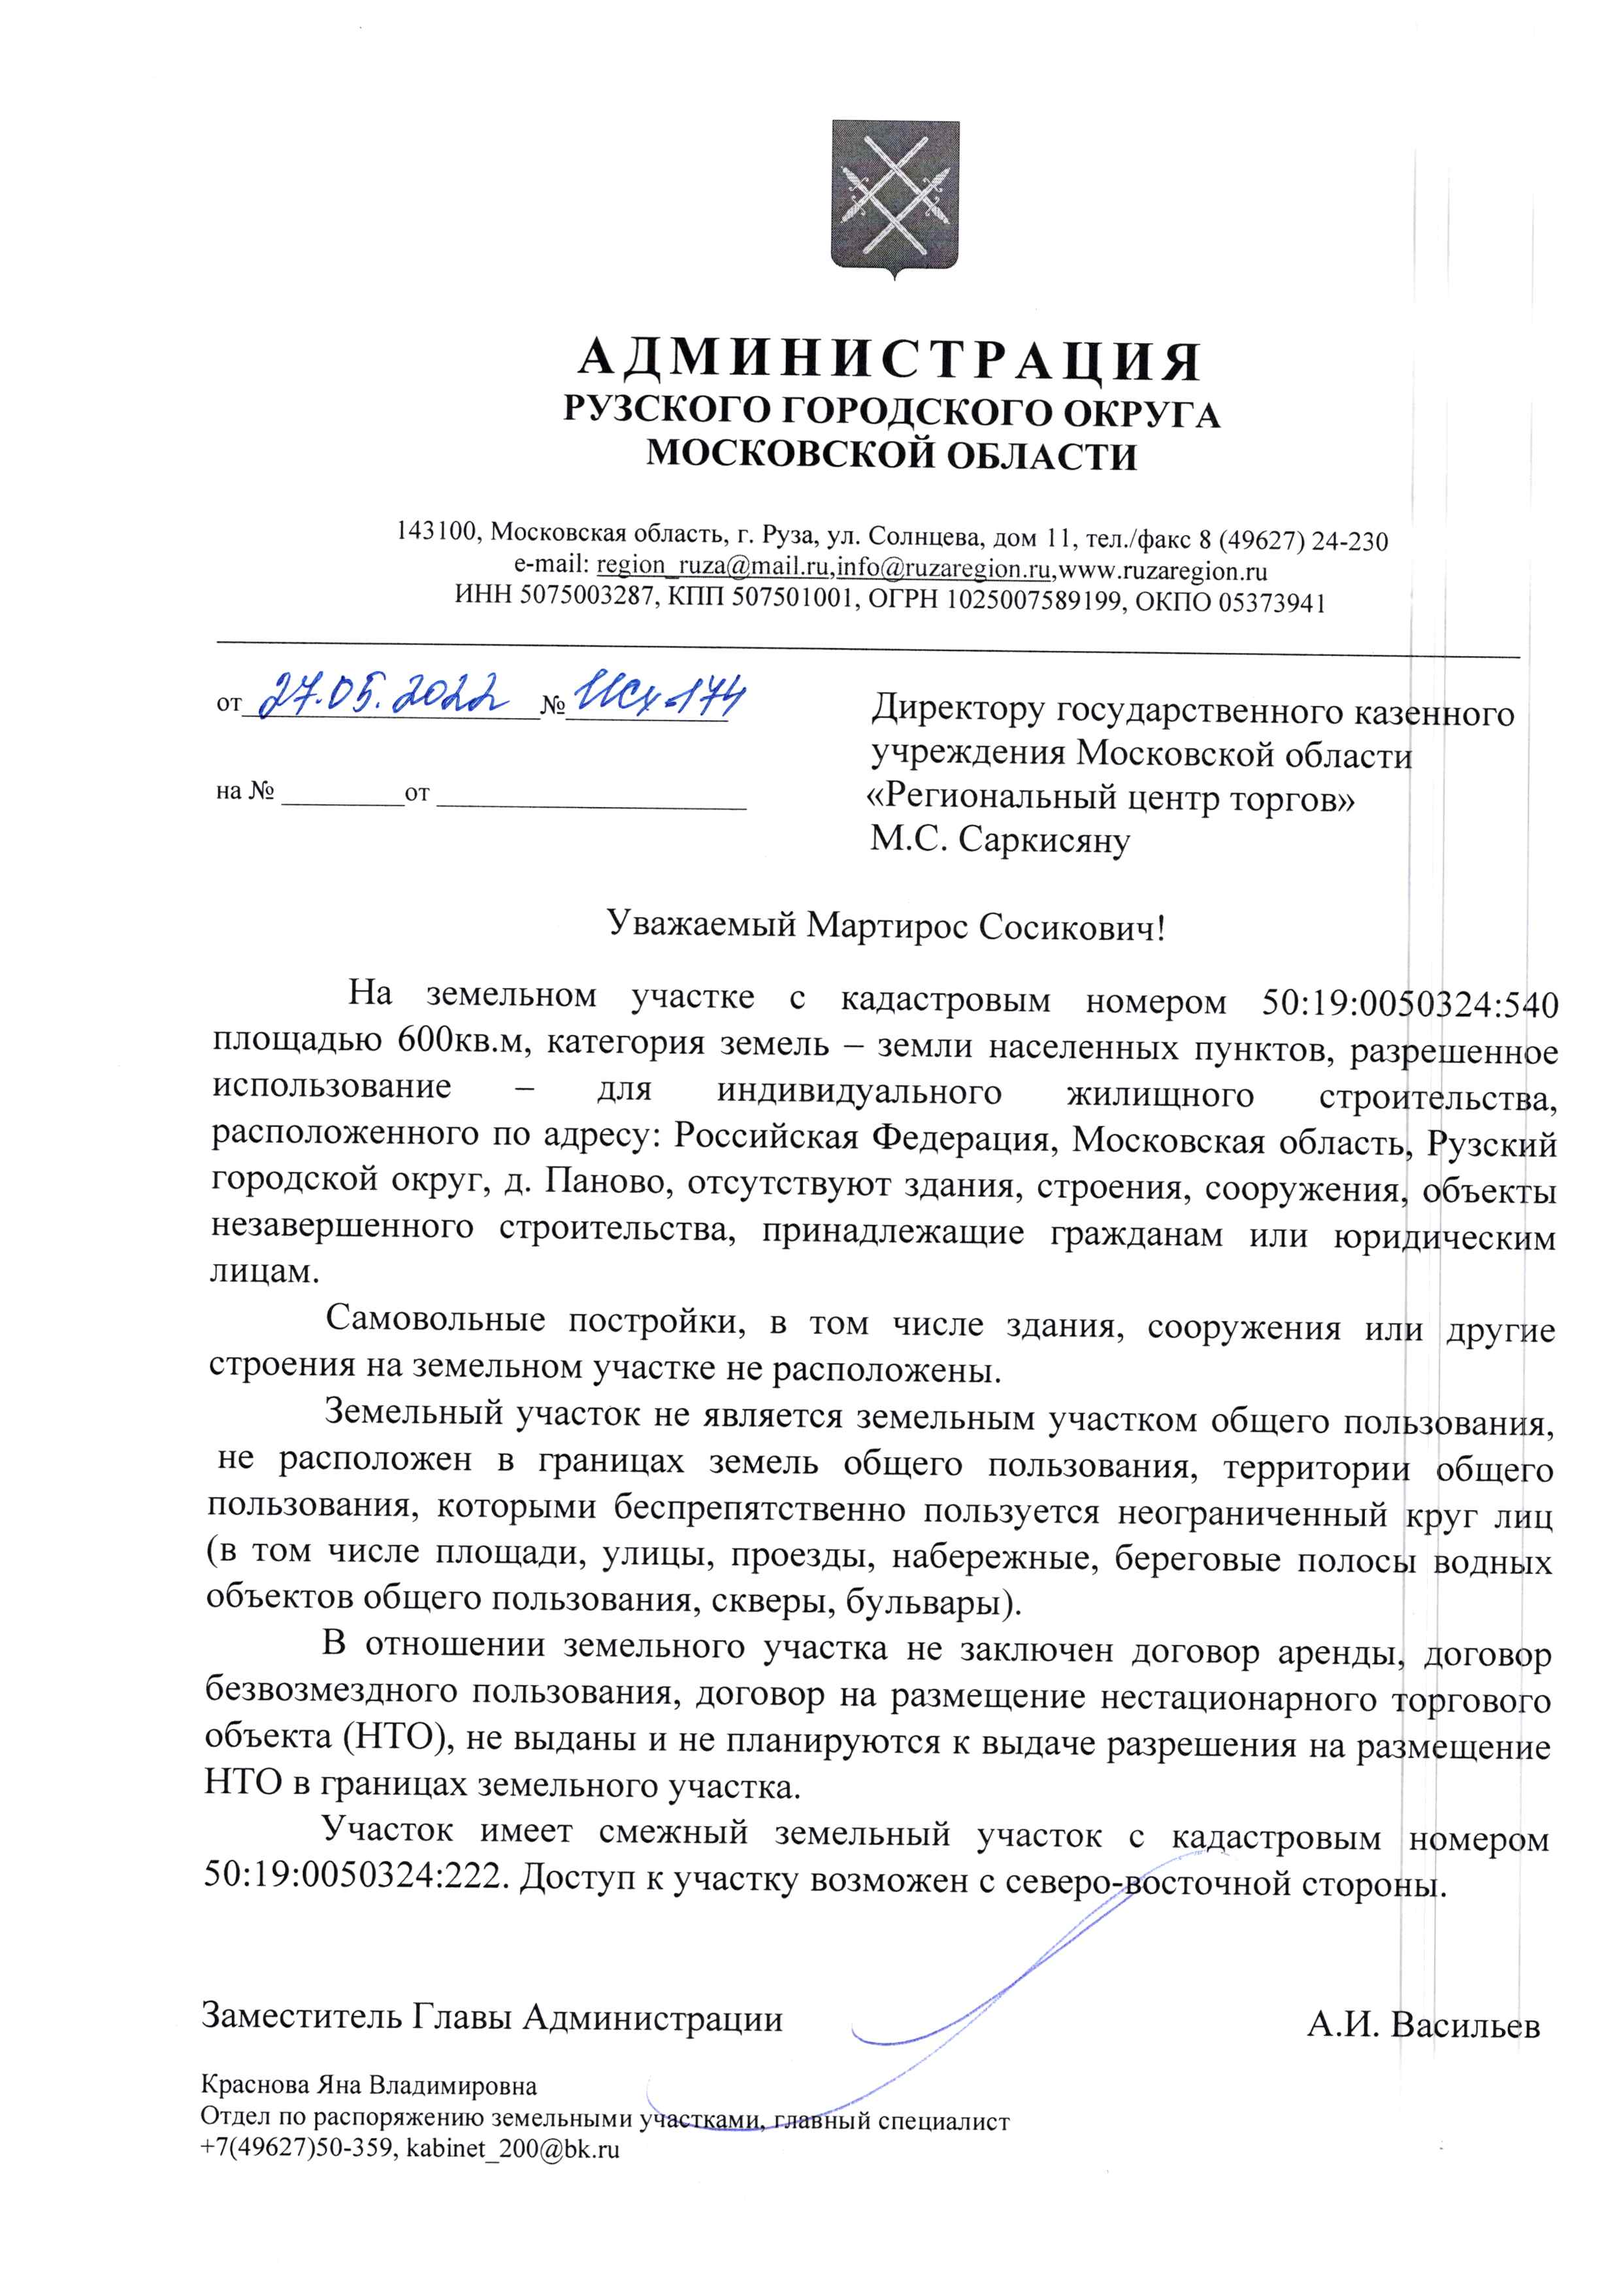 АДМИНИСТРАЦИЯ
РУЗСКОГО ГОРОДСКОГО ОКРУГА
МОСКОВСКОЙ ОБЛАСТИ
143100, Московская область, г. Руза, ул. Солнцева, дом 11, тел./факс 8 (49627) 24-230
e-mail: region_ruza@mail.ru,info@ruzaregion.ru,www.ruzaregion.ru
ИНН 5075003287, КПП 507501001, ОГРН 1025007589199, ОКПО 05373941
от 27.05.2022 № Исх-174
на № __________от ____________________
Директору государственного казенного
учреждения Московской области
«Региональный центр торгов»
М.С. Саркисяну
Уважаемый Мартирос Сосикович!
На земельном участке с кадастровым номером 50:19:0050324:540
площадью 600кв.м, категория земель – земли населенных пунктов, разрешенное
использование – для индивидуального жилищного строительства,
расположенного по адресу: Российская Федерация, Московская область, Рузский
городской округ, д. Паново, отсутствуют здания, строения, сооружения, объекты
незавершенного строительства, принадлежащие гражданам или юридическим
лицам.
Самовольные постройки, в том числе здания, сооружения или другие
строения на земельном участке не расположены.
Земельный участок не является земельным участком общего пользования,
не расположен в границах земель общего пользования, территории общего
пользования, которыми беспрепятственно пользуется неограниченный круг лиц
(в том числе площади, улицы, проезды, набережные, береговые полосы водных
объектов общего пользования, скверы, бульвары).
В отношении земельного участка не заключен договор аренды, договор
безвозмездного пользования, договор на размещение нестационарного торгового
объекта (НТО), не выданы и не планируются к выдаче разрешения на размещение
НТО в границах земельного участка.
Участок имеет смежный земельный участок с кадастровым номером
50:19:0050324:222. Доступ к участку возможен с северо-восточной стороны.
Заместитель Главы Администрации
А.И. Васильев
Краснова Яна Владимировна
Отдел по распоряжению земельными участками, главный специалист
+7(49627)50-359, kabinet_200@bk.ru